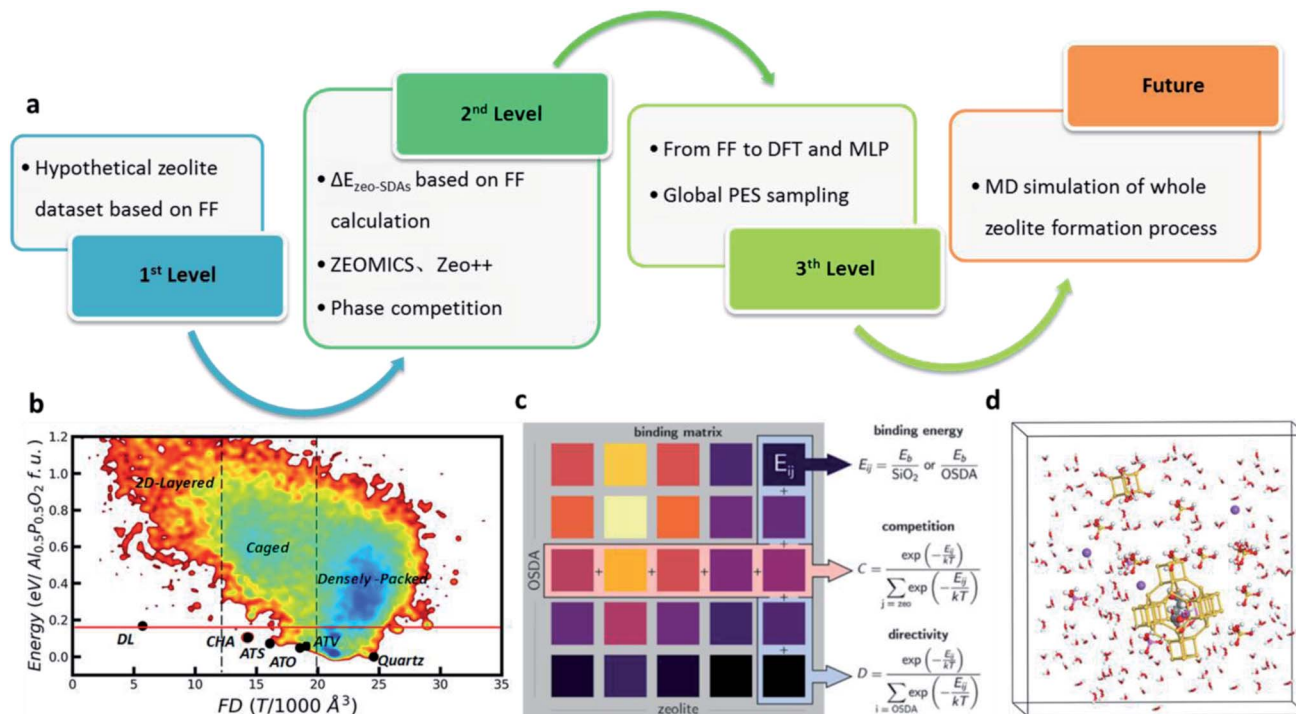 a
• Hypothetical zeolite
dataset based on FF
1st Level
2nd Level
• ΔEzeo-SDAs based on FF
calculation
• ZEOMICS、Zeo++
• Phase competition
• From FF to DFT and MLP
• Global PES sampling
3th Level
Future
• MD simulation of whole
zeolite formation process
b
Energy (eV/ Al0.5P0.5O2 f. u.)
1.2
1.0
0.8
0.6
0.4
0.2
0.0
2D-Layered
Caged
Densely-Packed
DL
CHA
ATS
ATO
ATV
Quartz
0 5 10 15 20 25 30 35
FD (T/1000 Å3)
c
binding matrix
OSDA
Eij
+
+
+ + + +
+
+
zeolite
binding energy
Eij = Eb/SiO2 or Eb/OSDA
competition
C = exp(−Eij/kT) / ∑j = zeo exp(−Eij/kT)
directivity
D = exp(−Eij/kT) / ∑i = OSDA exp(−Eij/kT)
d